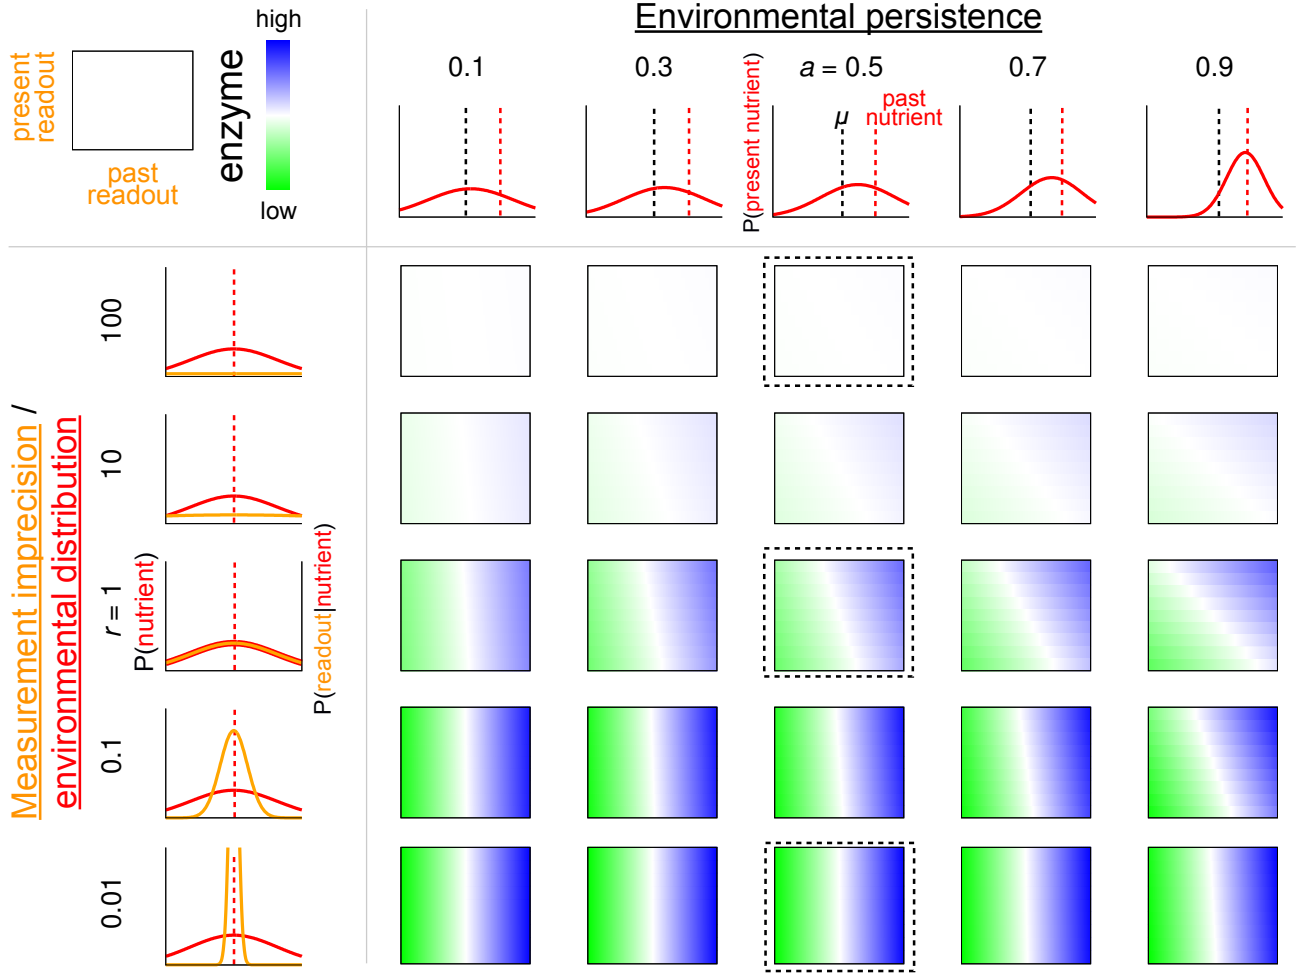 Environmental persistence
high
enzyme
low
present
readout
past
readout
0.1
0.3
a = 0.5
0.7
0.9
P(present nutrient)
μ
past
nutrient
Measurement imprecision /
environmental distribution
100
10
r = 1
0.1
0.01
P(nutrient)
P(readout|nutrient)